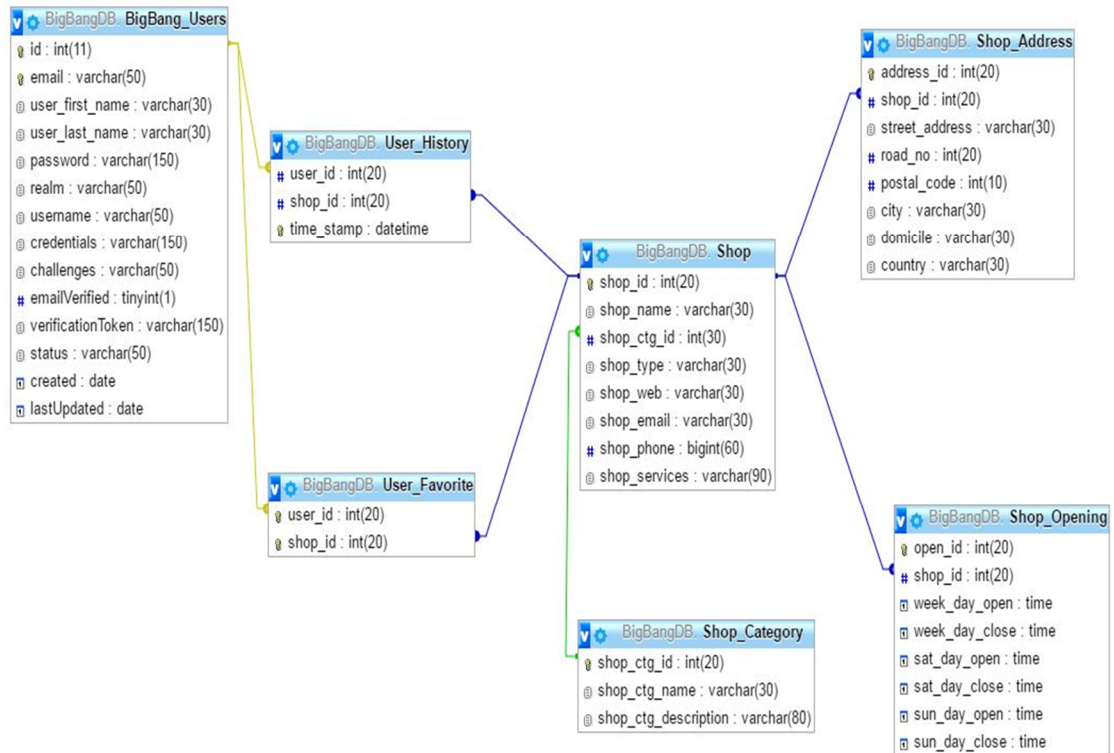 BigBangDB. BigBang_Users
id : int(11)
email : varchar(50)
user_first_name : varchar(30)
user_last_name : varchar(30)
password : varchar(150)
realm : varchar(50)
username : varchar(50)
credentials : varchar(150)
challenges : varchar(50)
# emailVerified : tinyint(1)
verificationToken : varchar(150)
status : varchar(50)
created : date
lastUpdated : date
BigBangDB. User_History
# user_id : int(20)
# shop_id : int(20)
time_stamp : datetime
BigBangDB. User_Favorite
user_id : int(20)
shop_id : int(20)
BigBangDB. Shop
shop_id : int(20)
shop_name : varchar(30)
# shop_ctg_id : int(30)
shop_type : varchar(30)
shop_web : varchar(30)
shop_email : varchar(30)
# shop_phone : bigint(60)
shop_services : varchar(90)
BigBangDB. Shop_Category
shop_ctg_id : int(20)
shop_ctg_name : varchar(30)
shop_ctg_description : varchar(80)
BigBangDB. Shop_Address
address_id : int(20)
# shop_id : int(20)
street_address : varchar(30)
# road_no : int(20)
# postal_code : int(10)
city : varchar(30)
domicile : varchar(30)
country : varchar(30)
BigBangDB. Shop_Opening
open_id : int(20)
# shop_id : int(20)
week_day_open : time
week_day_close : time
sat_day_open : time
sat_day_close : time
sun_day_open : time
sun_day_close : time